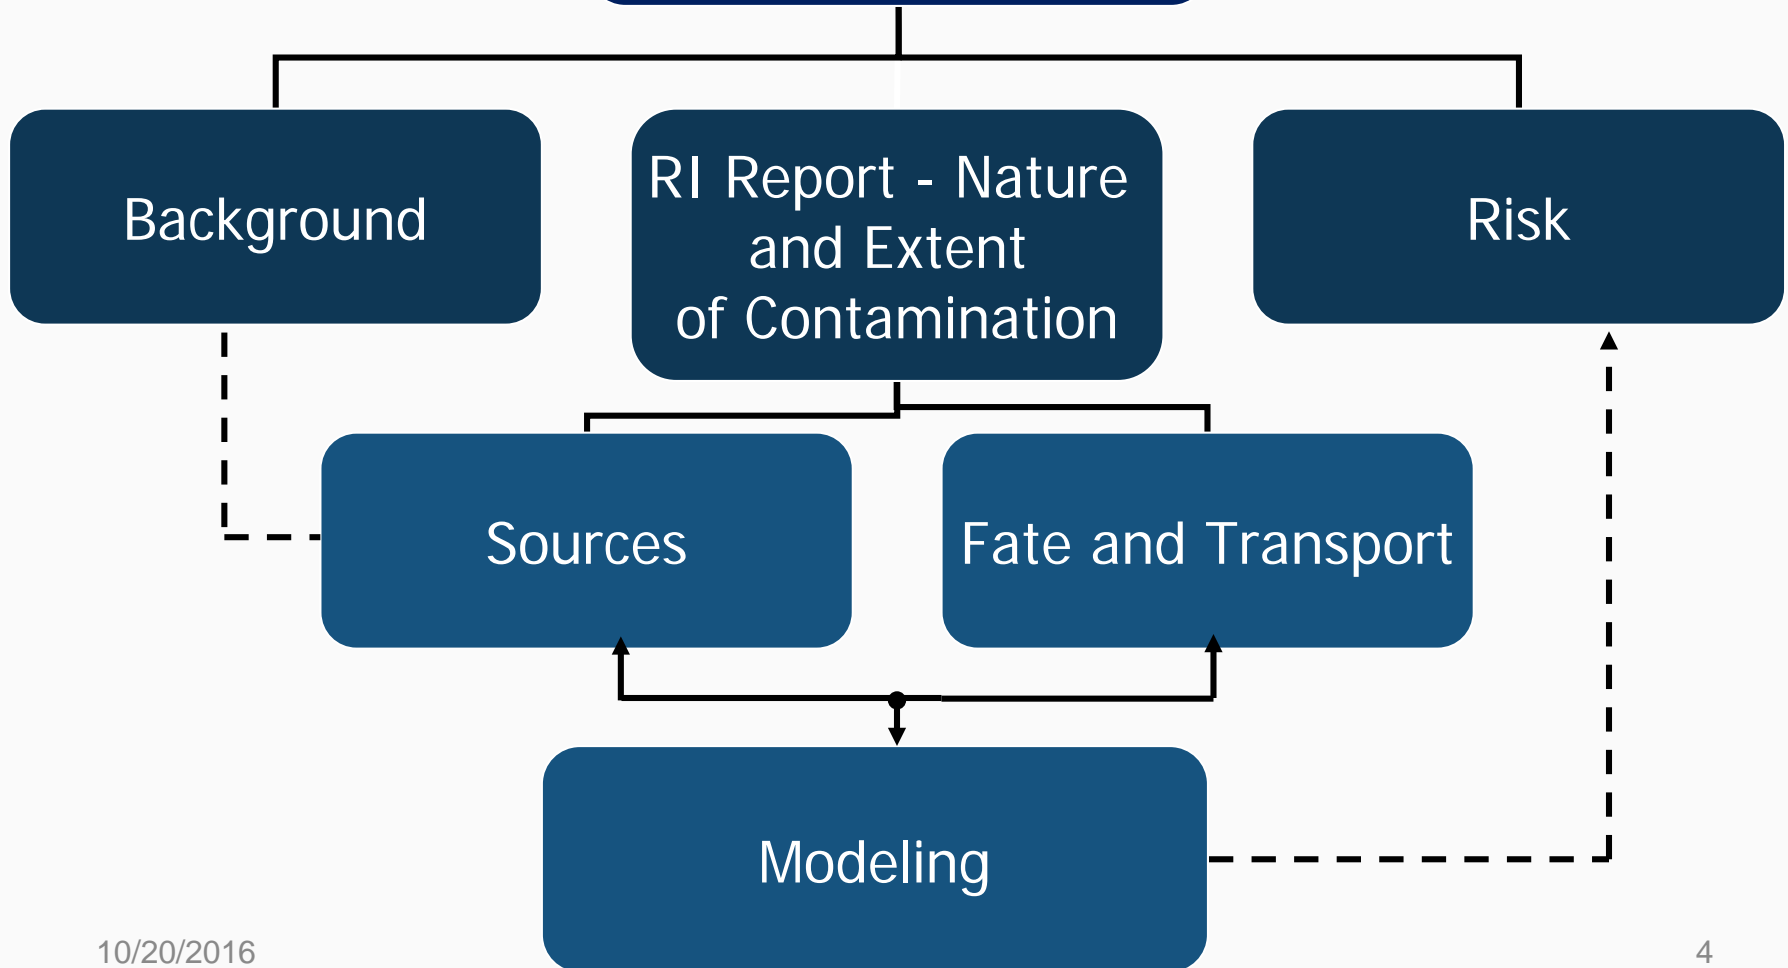 Background
RI Report - Nature
and Extent
of Contamination
Risk
Sources
Fate and Transport
Modeling
10/20/2016
4